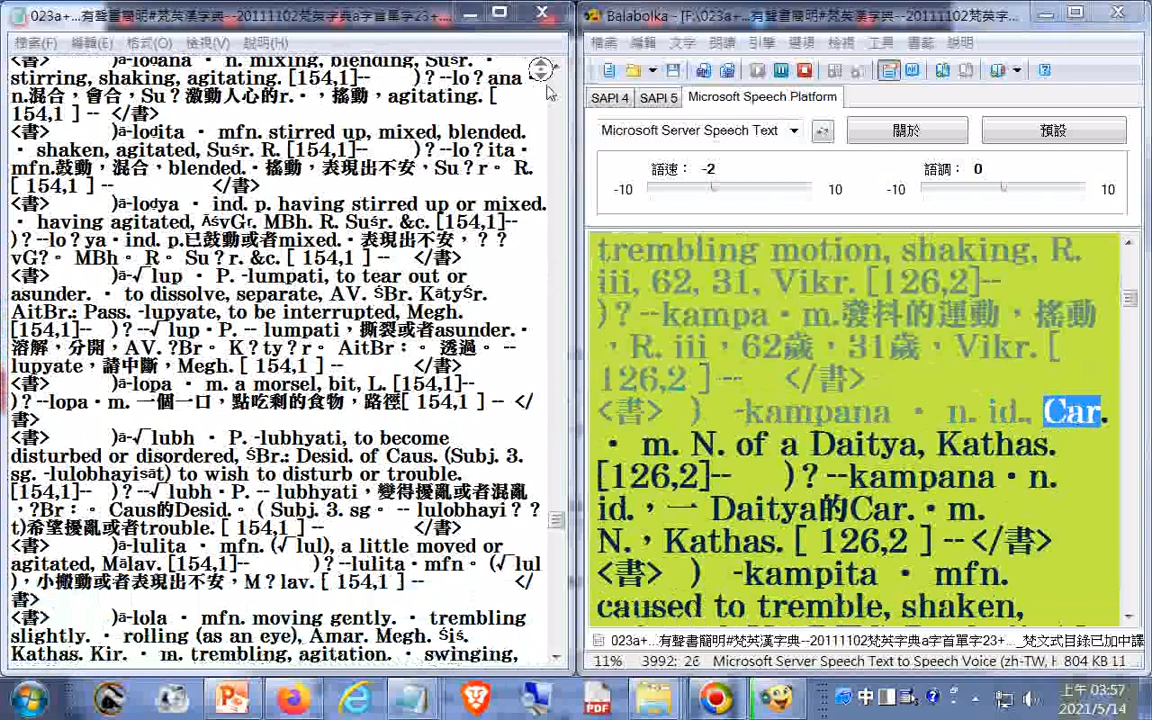 023a+...有聲書簡明#梵英漢字典--20111102梵英字典a字首單字23+...
檔案(F) 編輯(E) 格式(O) 檢視(V) 說明(H)
<書> )ā-loḍana • n. mixing, blending, Suśr. •
stirring, shaking, agitating. [154,1]-- )?--lo?ana •
n.混合，會合，Su？激動人心的r.•，搖動，agitating. [
154,1 ] -- </書>
<書> )ā-loḍita • mfn. stirred up, mixed, blended.
• shaken, agitated, Suśr. R. [154,1]-- )?--lo?ita •
mfn.鼓動，混合，blended.•搖動，表現出不安，Su？r。 R.
[ 154,1 ] -- </書>
<書> )ā-loḍya • ind. p. having stirred up or mixed.
• having agitated, ĀśvGr. MBh. R. Suśr. &c. [154,1]--
)?--lo?ya•ind. p.已鼓動或者mixed.•表現出不安，？？
vG?。 MBh。 R。 Su？r. &c. [ 154,1 ] -- </書>
<書> )ā-√ lup • P. -lumpati, to tear out or
asunder. • to dissolve, separate, AV. ŚBr. KātyŚr.
AitBr.: Pass. -lupyate, to be interrupted, Megh.
[154,1]-- )?--√ lup•P. -- lumpati，撕裂或者asunder.•
溶解，分開，AV. ?Br。 K？ty？r。 AitBr：。 透過。 --
lupyate，請中斷，Megh. [ 154,1 ] -- </書>
<書> )ā-lopa • m. a morsel, bit, L. [154,1]--
)?--lopa•m. 一個一口，點吃剩的食物，路徑[ 154,1 ] -- </
書>
<書> )ā-√ lubh • P. -lubhyati, to become
disturbed or disordered, ŚBr.: Desid. of Caus. (Subj. 3.
sg. -lulobhayiṣāt) to wish to disturb or trouble.
[154,1]-- )?--√ lubh•P. -- lubhyati，變得擾亂或者混亂
，?Br：。 Caus的Desid。 ( Subj. 3. sg。 -- lulobhayi？？
t)希望擾亂或者trouble. [ 154,1 ] -- </書>
<書> )ā-lulita • mfn. (√ lul), a little moved or
agitated, Mālav. [154,1]-- )?--lulita•mfn。 (√ lul
)，小搬動或者表現出不安，M？lav. [ 154,1 ] -- </
書>
<書> )ā-lola • mfn. moving gently. • trembling
slightly. • rolling (as an eye), Amar. Megh. Śiś.
Kathas. Kir. • m. trembling, agitation. • swinging,
Balabolka - [F:\023a+...有聲書簡明#梵英漢字典--20111102梵英字...
檔案 編輯 文字 朗讀 引擎 選項 檢視 工具 書籤 說明
SAPI 4 SAPI 5 Microsoft Speech Platform
Microsoft Server Speech Text 關於 預設
語速： -2 語調： 0
-10 10 -10 10
trembling motion, shaking, R.
iii, 62, 31, Vikr. [126,2]--
)?--kampa•m.發抖的運動，搖動
，R. iii，62歲，31歲，Vikr. [
126,2 ] -- </書>
<書> ) -kampana • n. id., Car.
• m. N. of a Daitya, Kathas.
[126,2]-- )?--kampana•n.
id.，一 Daitya的Car.•m.
N.，Kathas. [ 126,2 ] --</書>
<書> ) -kampita • mfn.
caused to tremble, shaken,
023a+...有聲書簡明#梵英漢字典--20111102梵英字典a字首單字23+..._梵文式目錄已加中譯
11% 3992: 26 Microsoft Server Speech Text to Speech Voice (zh-TW, H 804 KB 11
中 上午 03:57
2021/5/14